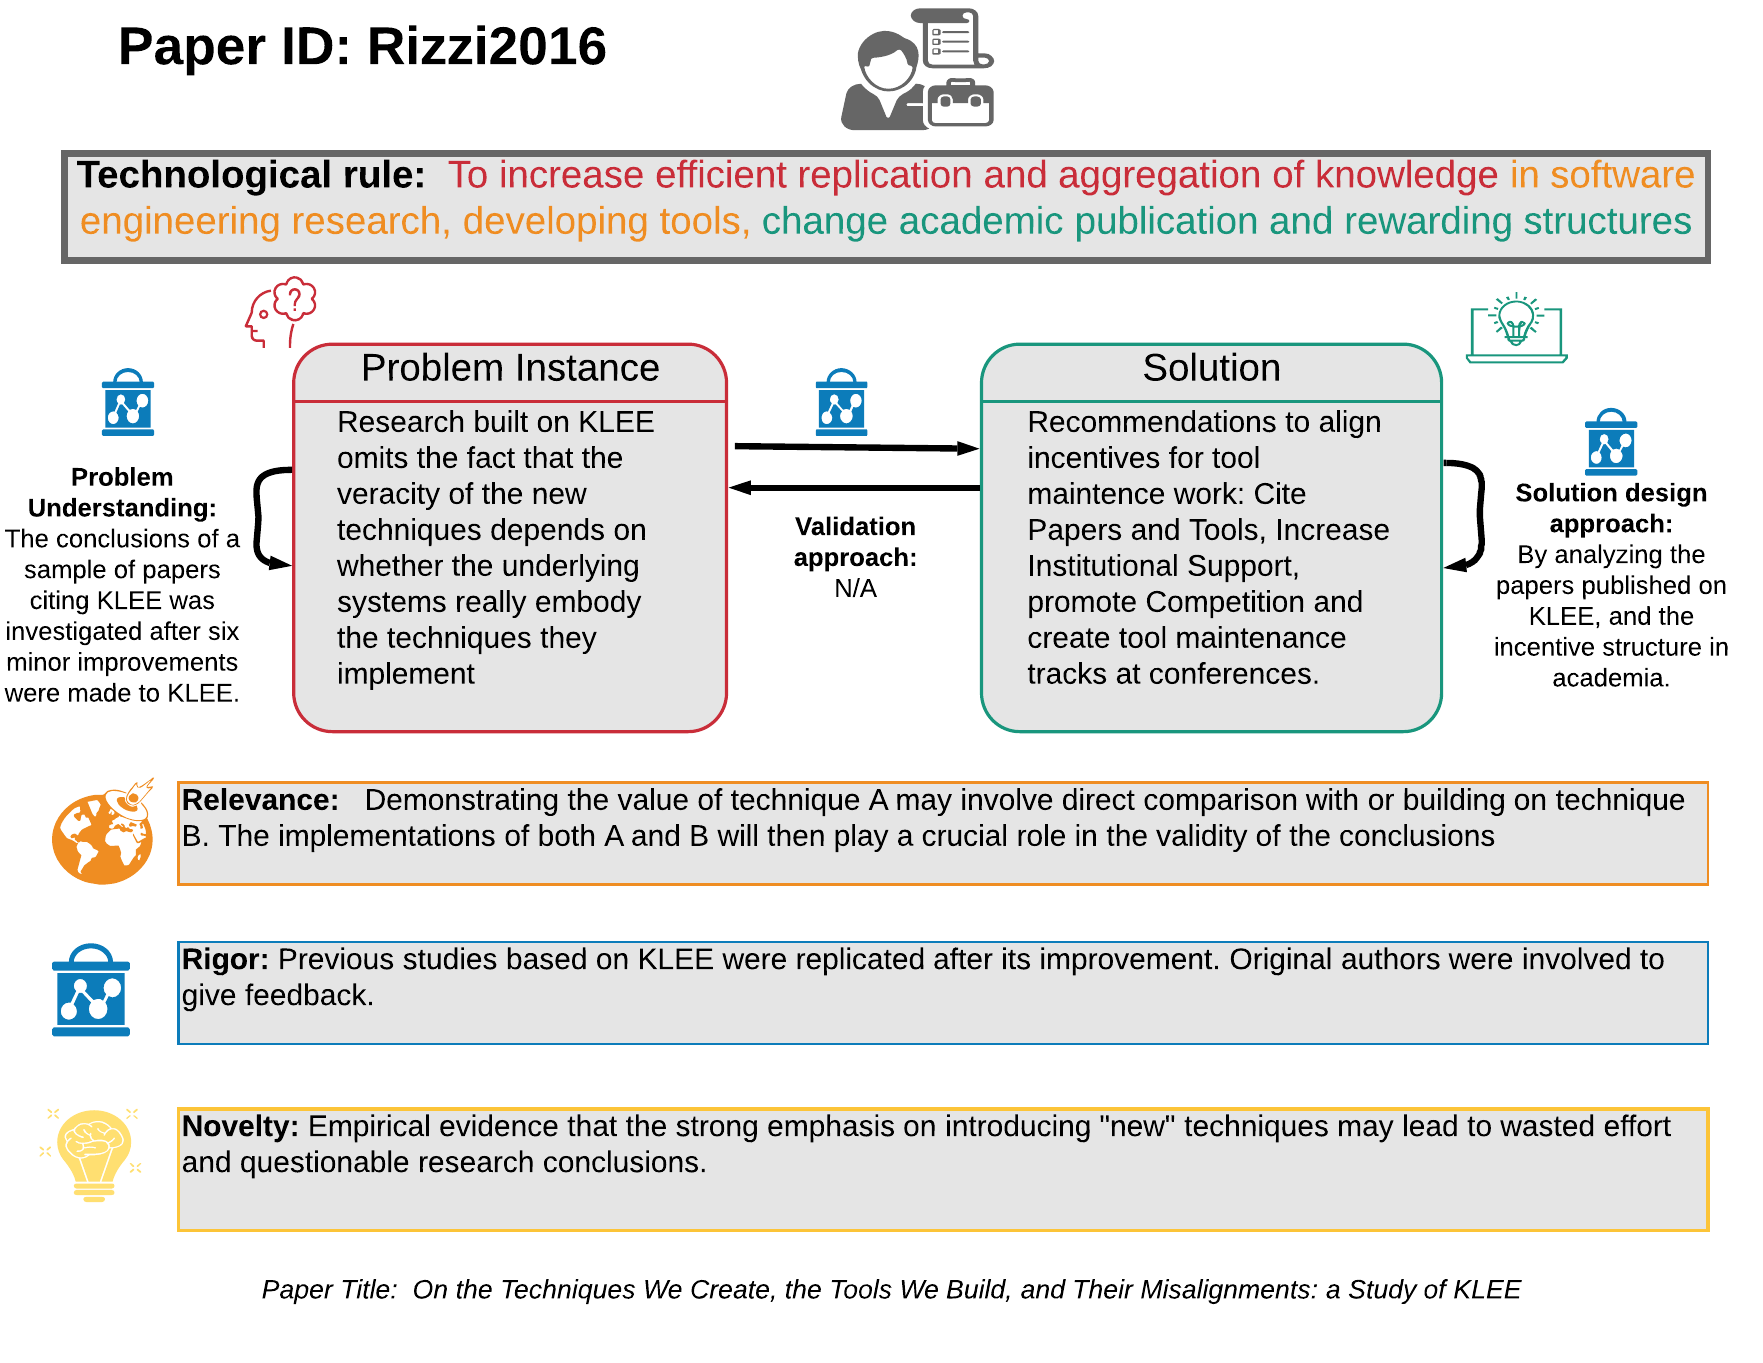 Paper ID: Rizzi2016
Technological rule: To increase efficient replication and aggregation of knowledge in software
engineering research, developing tools, change academic publication and rewarding structures
Problem
Understanding:
The conclusions of a
sample of papers
citing KLEE was
investigated after six
minor improvements
were made to KLEE.
Problem Instance
Research built on KLEE
omits the fact that the
veracity of the new
techniques depends on
whether the underlying
systems really embody
the techniques they
implement
Validation
approach:
N/A
Solution
Recommendations to align
incentives for tool
maintence work: Cite
Papers and Tools, Increase
Institutional Support,
promote Competition and
create tool maintenance
tracks at conferences.
Solution design
approach:
By analyzing the
papers published on
KLEE, and the
incentive structure in
academia.
Relevance: Demonstrating the value of technique A may involve direct comparison with or building on technique
B. The implementations of both A and B will then play a crucial role in the validity of the conclusions
Rigor: Previous studies based on KLEE were replicated after its improvement. Original authors were involved to
give feedback.
Novelty: Empirical evidence that the strong emphasis on introducing "new" techniques may lead to wasted effort
and questionable research conclusions.
Paper Title: On the Techniques We Create, the Tools We Build, and Their Misalignments: a Study of KLEE